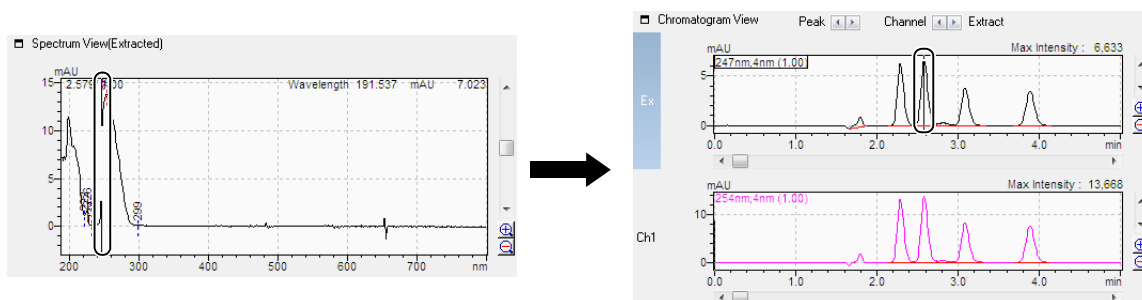 Spectrum View(Extracted)
mAU
15
2.579
.00
Wavelength 191.537 mAU 7.023
10
5
0
299
200 300 400 500 600 700 nm
Chromatogram View Peak Channel Extract
Ex
mAU
Max Intensity : 6,633
247nm,4nm (1.00)
5
0
0.0 1.0 2.0 3.0 4.0 min
Ch1
mAU
Max Intensity : 13,668
254nm,4nm (1.00)
10
0
0.0 1.0 2.0 3.0 4.0 min